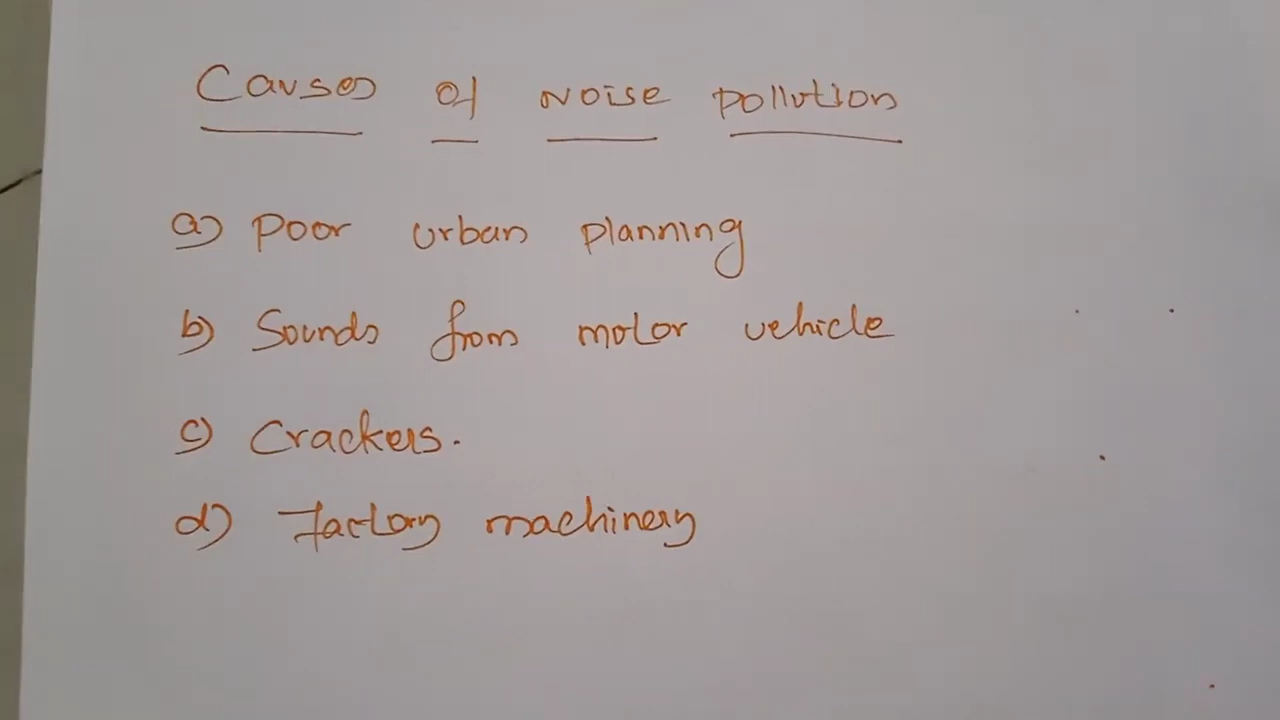 Causes of Noise Pollution
a) Poor urban planning
b) Sounds from motor vehicle
c) Crackers.
d) Factory machinery